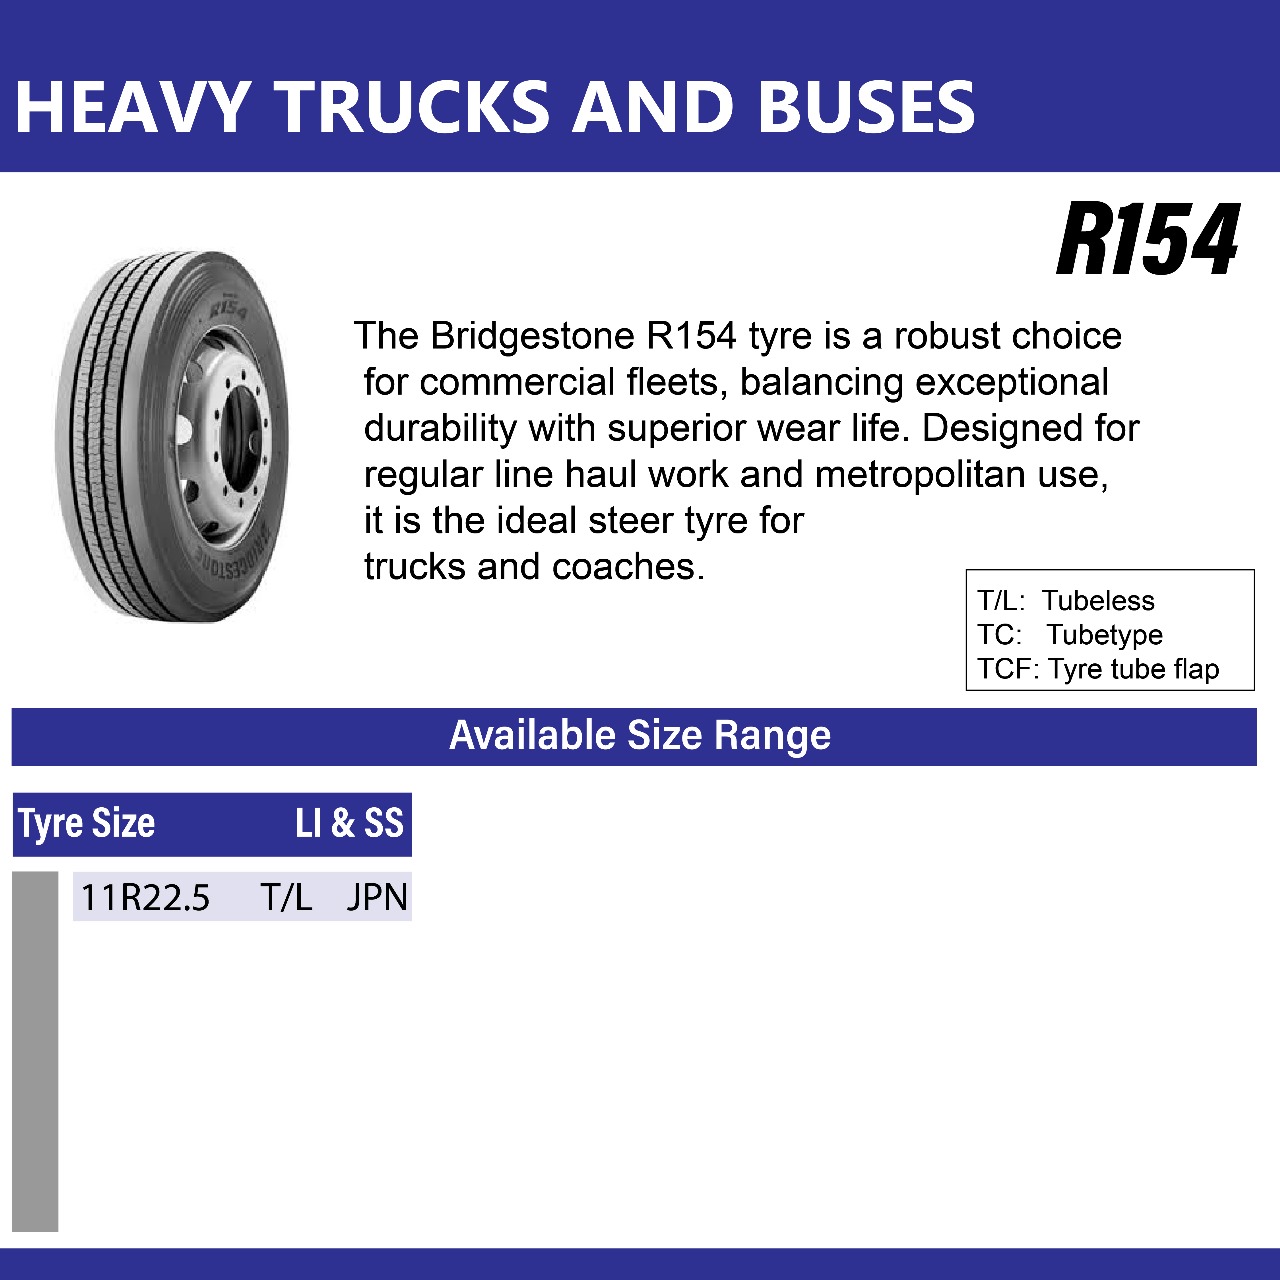 HEAVY TRUCKS AND BUSES
R154
R154
BRIDGESTONE
The Bridgestone R154 tyre is a robust choice
for commercial fleets, balancing exceptional
durability with superior wear life. Designed for
regular line haul work and metropolitan use,
it is the ideal steer tyre for
trucks and coaches.
T/L: Tubeless
TC: Tubetype
TCF: Tyre tube flap
Available Size Range
Tyre Size LI & SS
11R22.5 T/L JPN